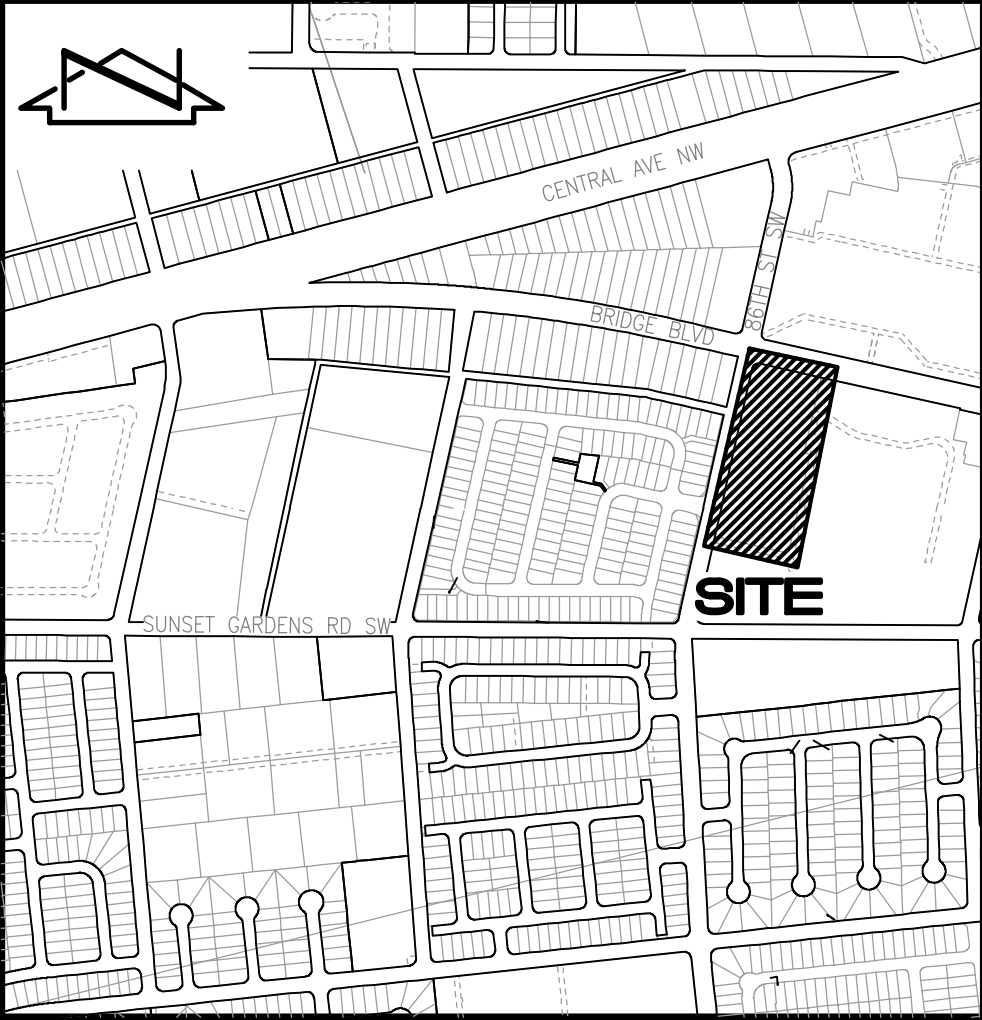 CENTRAL AVE NW
86TH ST SW
BRIDGE BLVD
SITE
SUNSET GARDENS RD SW